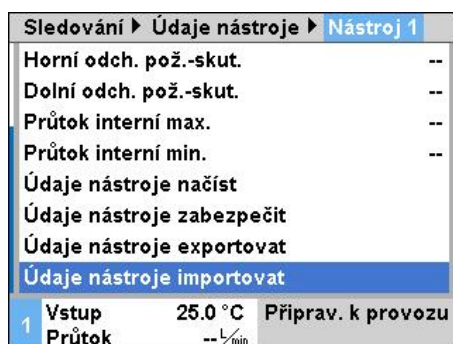 Sledování ▶ Údaje nástroje ▶ Nástroj 1
Horní odch. pož.-skut. --
Dolní odch. pož.-skut. --
Průtok interní max. --
Průtok interní min. --
Údaje nástroje načíst
Údaje nástroje zabezpečit
Údaje nástroje exportovat
Údaje nástroje importovat
1 Vstup 25.0 °C Připrav. k provozu
Průtok -- L/min